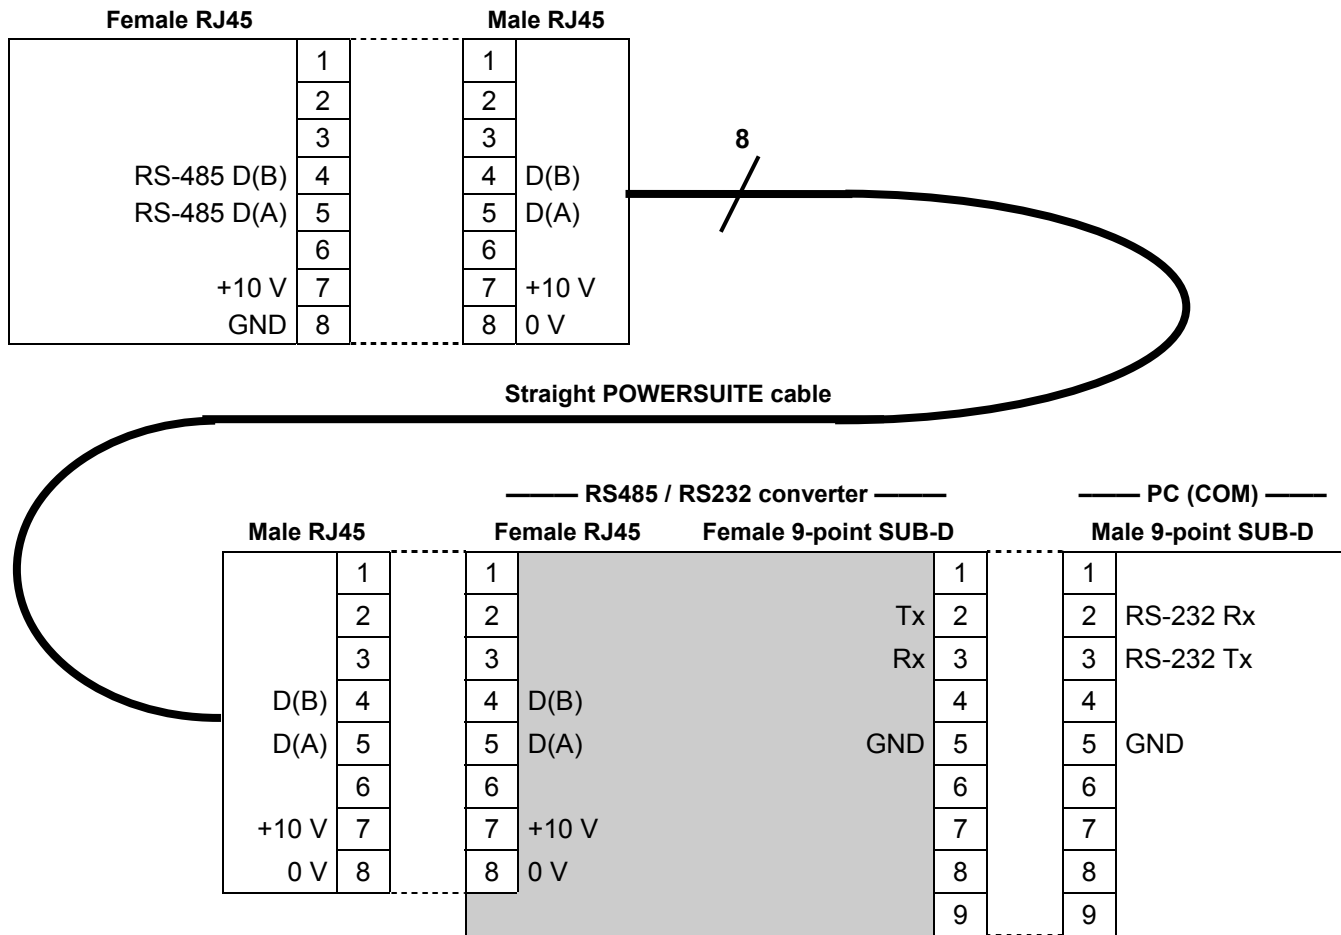 Female RJ45 Male RJ45
1 1
2 2
3 3
8
RS-485 D(B) 4 4 D(B)
RS-485 D(A) 5 5 D(A)
6 6
+10 V 7 7 +10 V
GND 8 8 0 V
Straight POWERSUITE cable
RS485 / RS232 converter PC (COM)
Male RJ45 Female RJ45 Female 9-point SUB-D Male 9-point SUB-D
1 1 1 1
2 2 Tx 2 2 RS-232 Rx
3 3 Rx 3 3 RS-232 Tx
D(B) 4 4 D(B) 4 4
D(A) 5 5 D(A) GND 5 5 GND
6 6 6 6
+10 V 7 7 +10 V 7 7
0 V 8 8 0 V 8 8
9 9